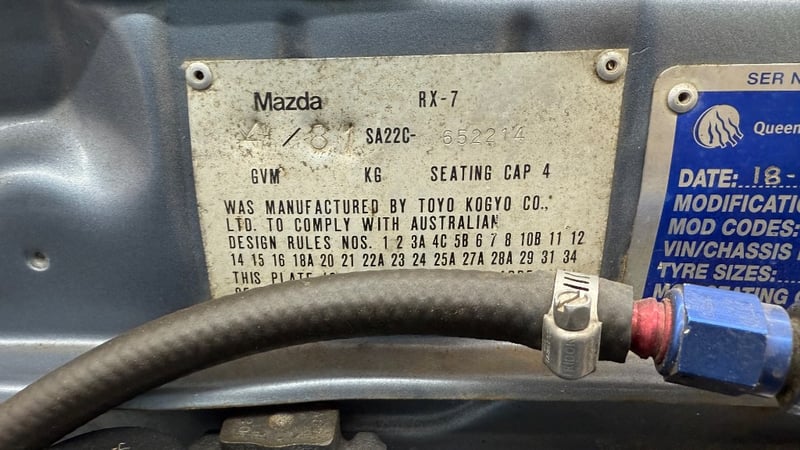 Mazda RX-7
4/81 SA22C- 652214
GVM KG SEATING CAP 4
WAS MANUFACTURED BY TOYO KOGYO CO.,
LTD. TO COMPLY WITH AUSTRALIAN
DESIGN RULES NOS. 1 2 3A 4C 5B 6 7 8 10B 11 12
14 15 16 18A 20 21 22A 23 24 25A 27A 28A 29 31 34
THIS PLATE
SER N
Queen
DATE: 18-
MODIFICATIO
MOD CODES:
VIN/CHASSIS
TYRE SIZES: